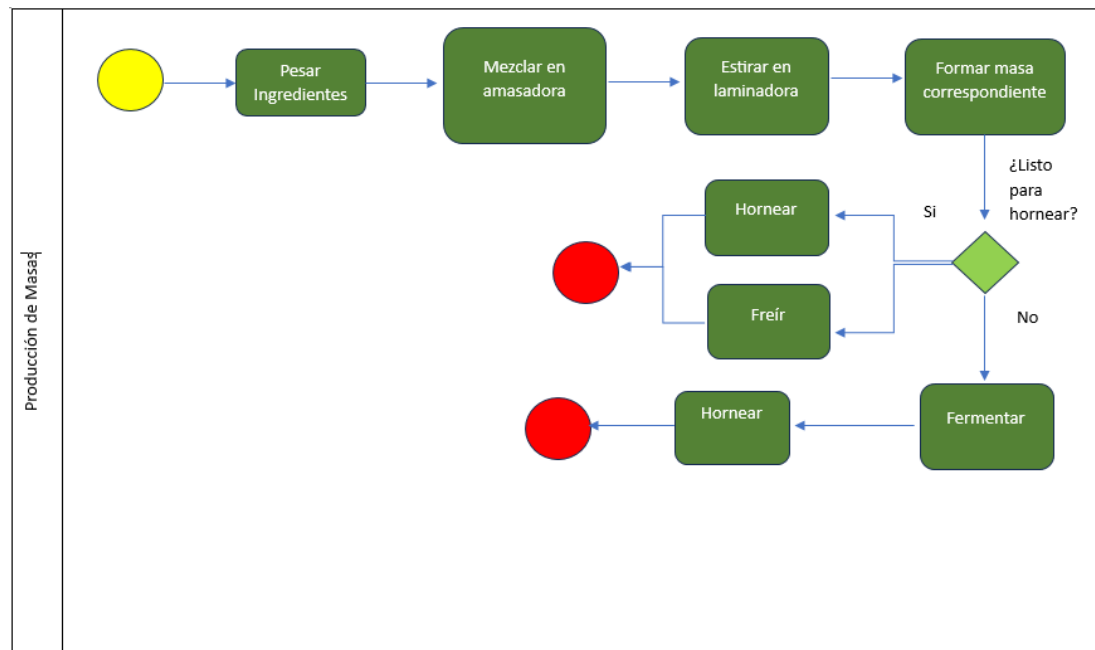 Producción de Masas
Pesar
Ingredientes
Mezclar en
amasadora
Estirar en
laminadora
Formar masa
correspondiente
¿Listo
para
hornear?
Si
Hornear
Freír
No
Hornear
Fermentar